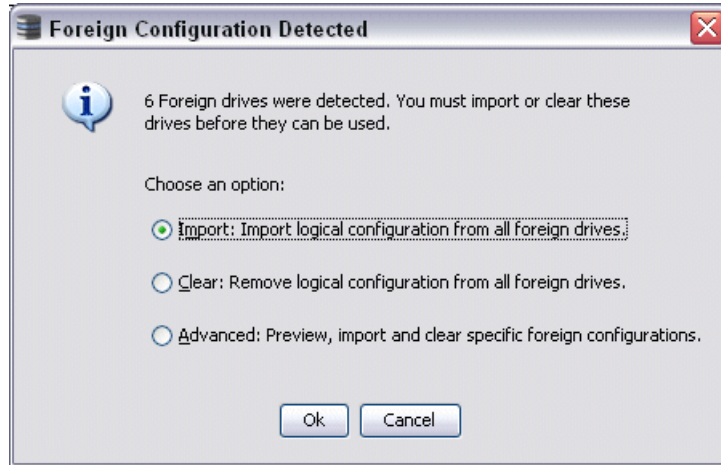 Foreign Configuration Detected
6 Foreign drives were detected. You must import or clear these
drives before they can be used.
Choose an option:
Import: Import logical configuration from all foreign drives.
Clear: Remove logical configuration from all foreign drives.
Advanced: Preview, import and clear specific foreign configurations.
Ok Cancel